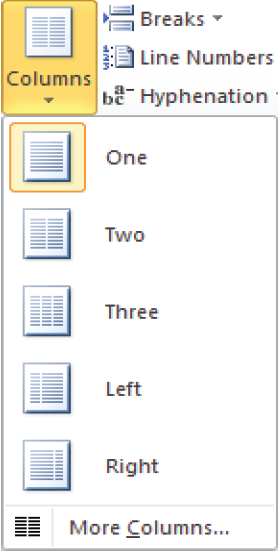 Breaks
Line Numbers
Columns
Hyphenation
One
Two
Three
Left
Right
More Columns...